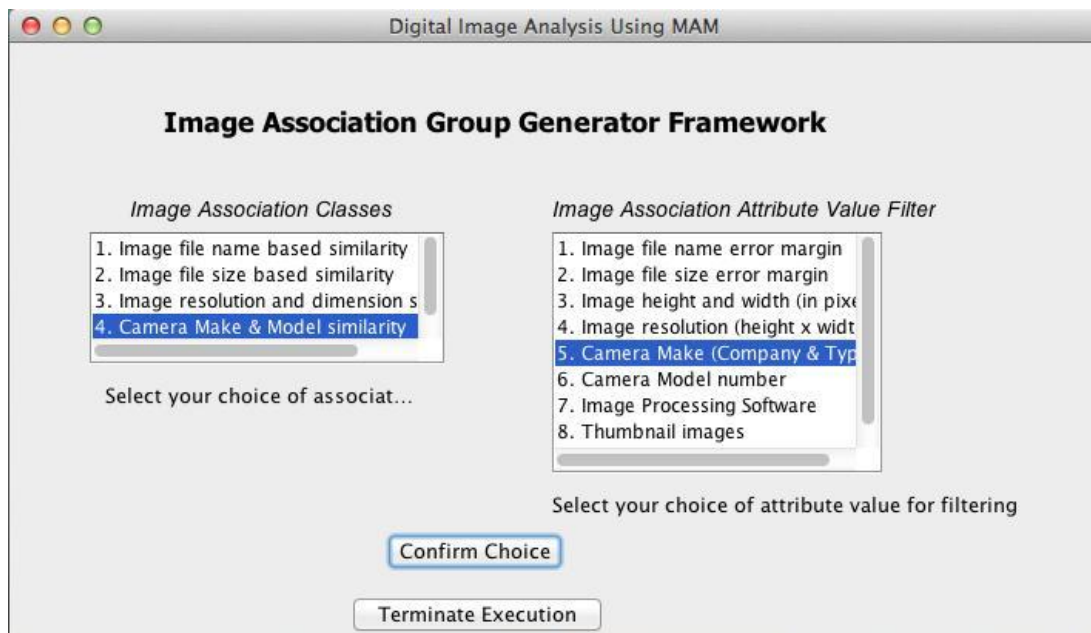 Digital Image Analysis Using MAM
Image Association Group Generator Framework
Image Association Classes
1. Image file name based similarity
2. Image file size based similarity
3. Image resolution and dimension s
4. Camera Make & Model similarity
Select your choice of associat...
Image Association Attribute Value Filter
1. Image file name error margin
2. Image file size error margin
3. Image height and width (in pixe
4. Image resolution (height x widt
5. Camera Make (Company & Typ
6. Camera Model number
7. Image Processing Software
8. Thumbnail images
Select your choice of attribute value for filtering
Confirm Choice
Terminate Execution